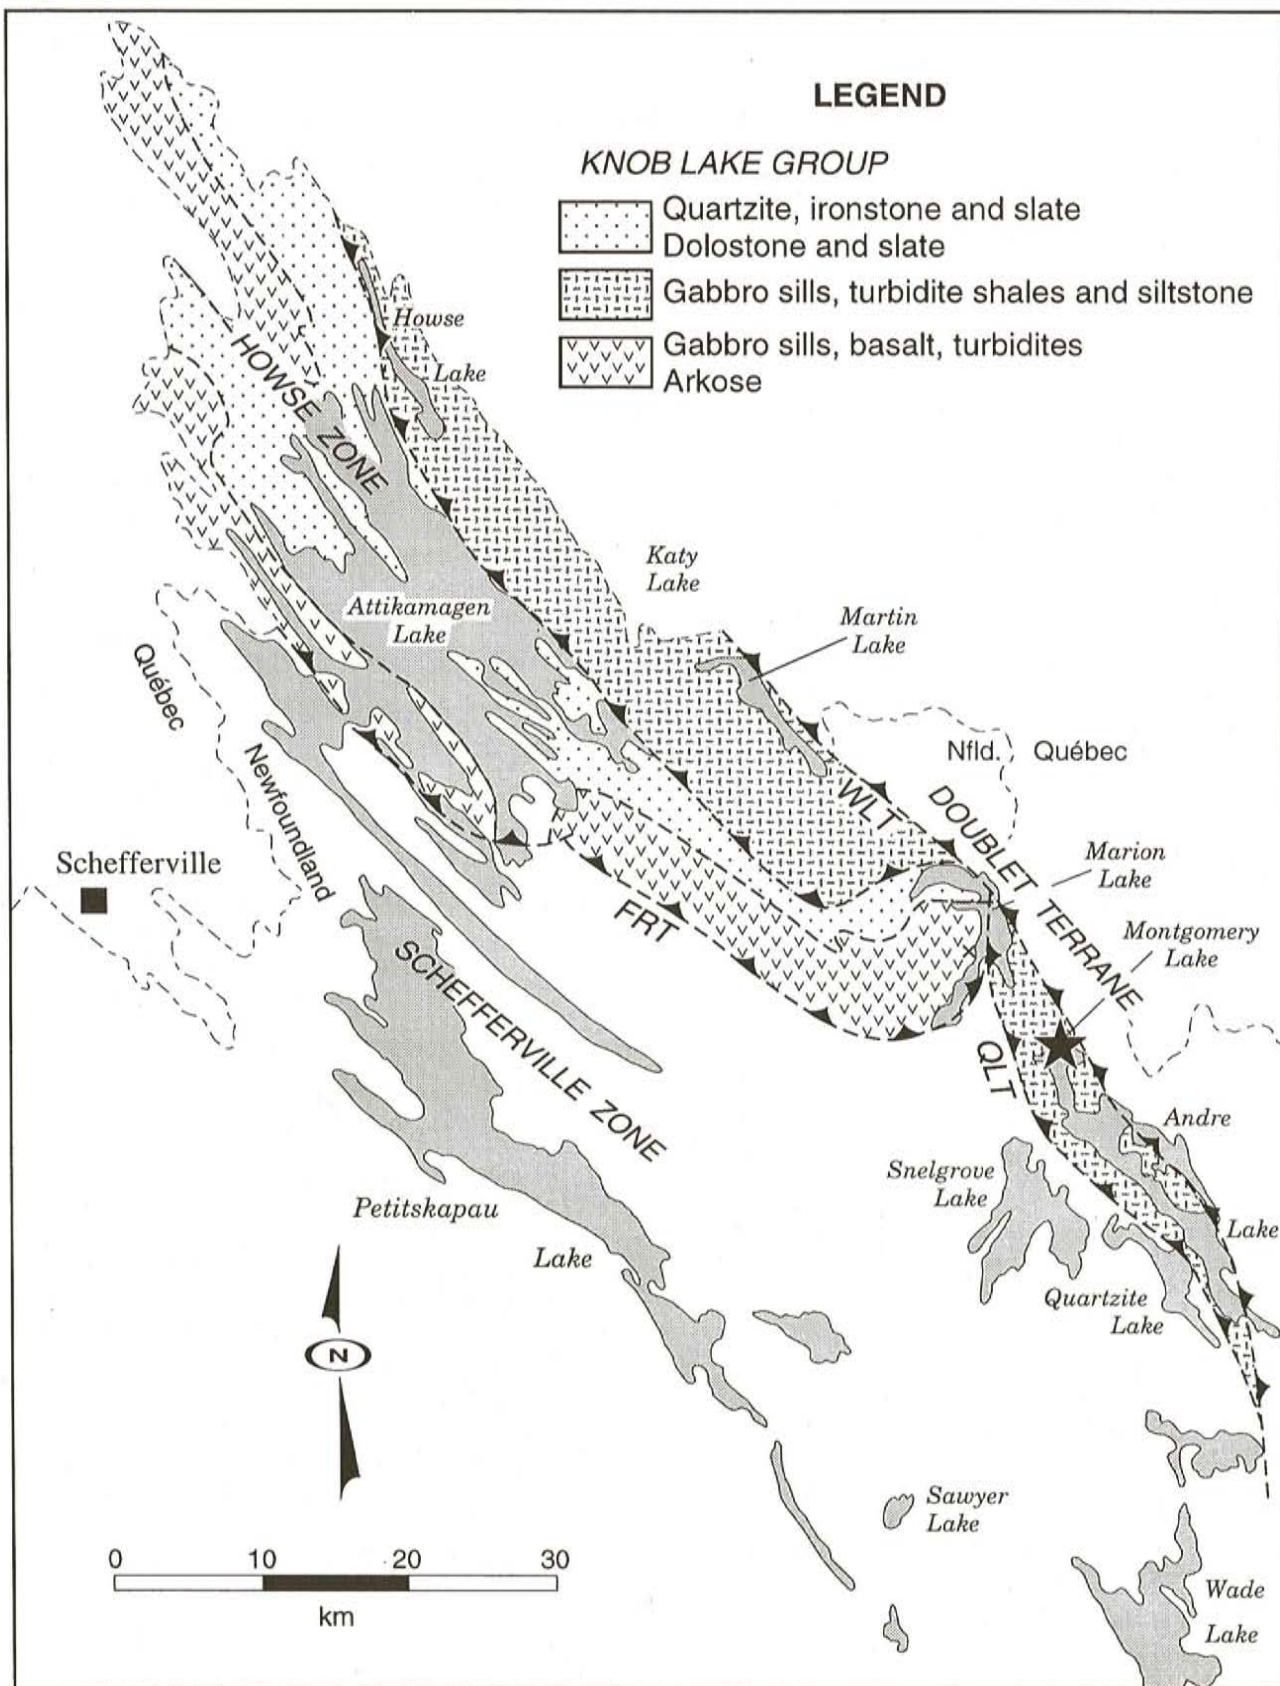 LEGEND
KNOB LAKE GROUP
Quartzite, ironstone and slate
Dolostone and slate
Gabbro sills, turbidite shales and siltstone
Gabbro sills, basalt, turbidites
Arkose
Howse
Lake
HOWSE ZONE
Katy
Lake
Attikamagen
Lake
Martin
Lake
Québec
Newfoundland
Nfld.
Québec
WLT
DOUBLET TERRANE
Schefferville
Marion
Lake
FRT
Montgomery
Lake
SCHEFFERVILLE ZONE
QLT
Andre
Lake
Snelgrove
Lake
Petitskapau
Lake
Quartzite
Lake
N
Sawyer
Lake
0 10 20 30
km
Wade
Lake